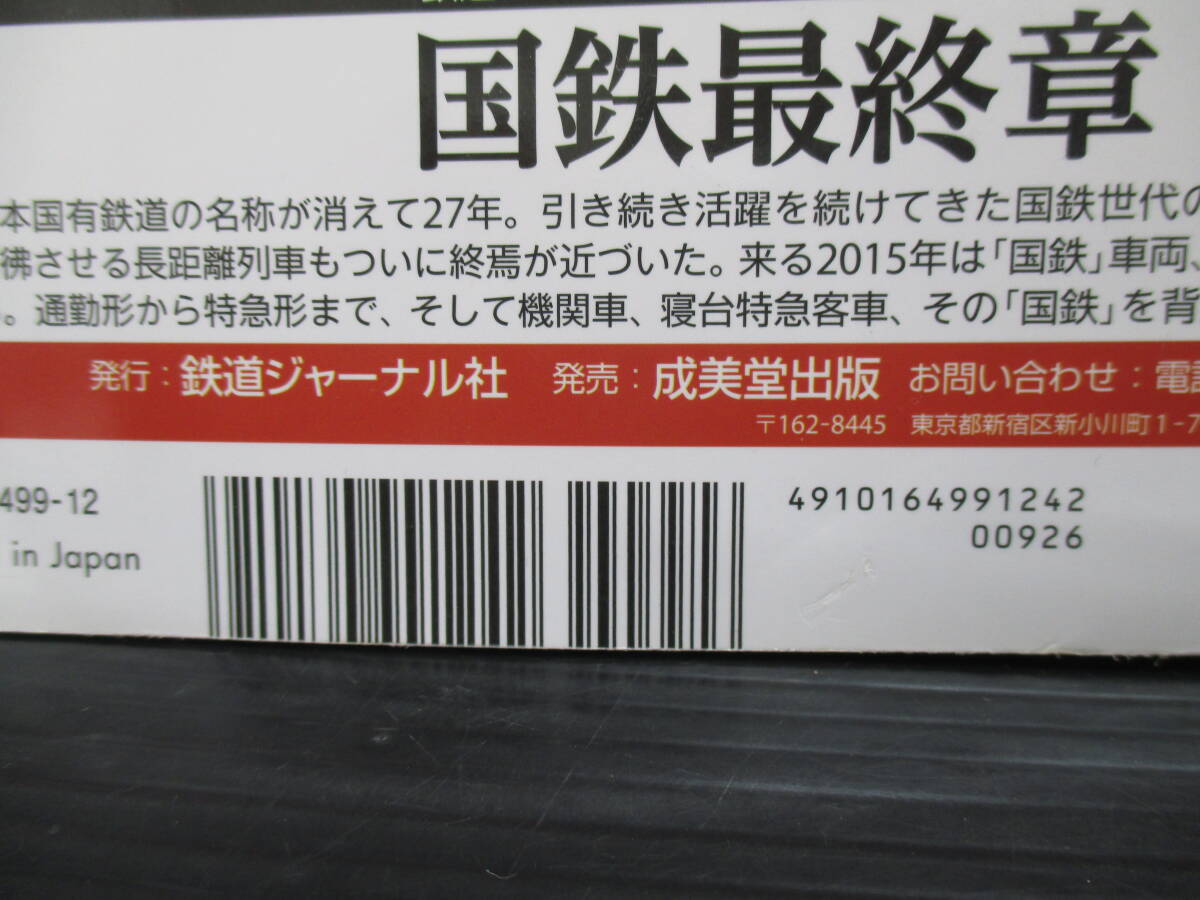 国鉄最終章
本国有鉄道の名称が消えて27年。引き続き活躍を続けてきた国鉄世代の
彿させる長距離列車もついに終焉が近づいた。来る2015年は「国鉄」車両、
。通勤形から特急形まで、そして機関車、寝台特急客車、その「国鉄」を背
発行：鉄道ジャーナル社 発売：成美堂出版 お問い合わせ：電
〒162-8445 東京都新宿区新小川町1-7
499-12
in Japan
4910164991242
00926